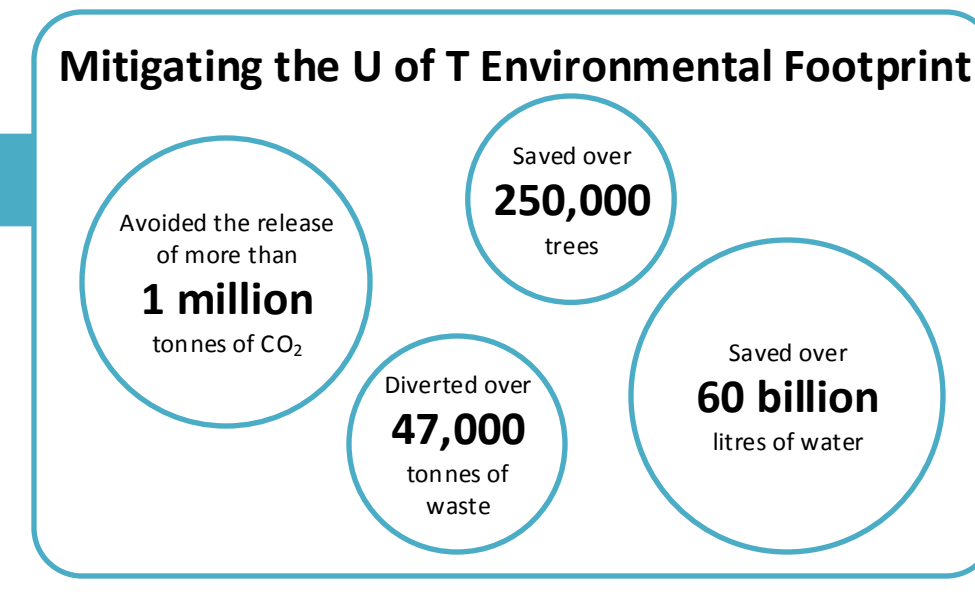 Mitigating the U of T Environmental Footprint
Avoided the release
of more than
1 million
tonnes of CO₂
Saved over
250,000
trees
Diverted over
47,000
tonnes of
waste
Saved over
60 billion
litres of water